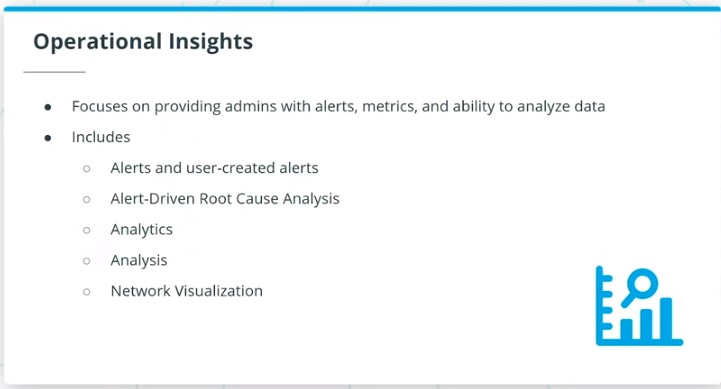 Operational Insights
● Focuses on providing admins with alerts, metrics, and ability to analyze data
● Includes
○ Alerts and user-created alerts
○ Alert-Driven Root Cause Analysis
○ Analytics
○ Analysis
○ Network Visualization